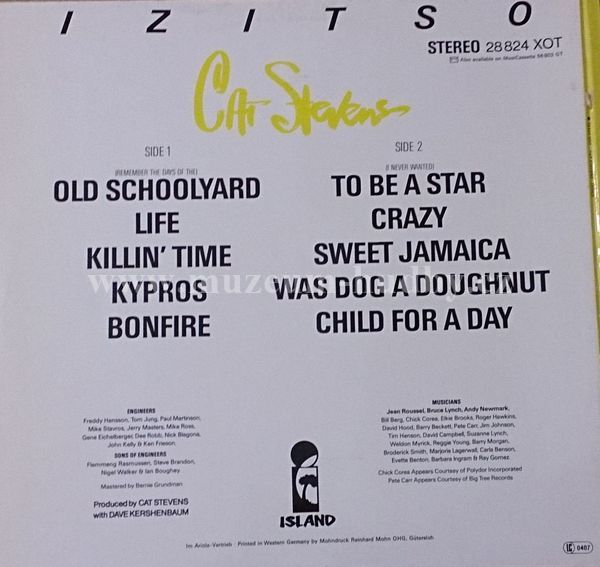 IZITSO
STEREO 28 824 XOT
Also available on MusiCassette 56 803 GT
Cat Stevens
SIDE 1
(REMEMBER THE DAYS OF THE)
OLD SCHOOLYARD
LIFE
KILLIN' TIME
KYPROS
BONFIRE
SIDE 2
(I NEVER WANTED)
TO BE A STAR
CRAZY
SWEET JAMAICA
WAS DOG A DOUGHNUT
CHILD FOR A DAY
ENGINEERS
Freddy Hansson, Tom Jung, Paul Martinson,
Mike Stavros, Jerry Masters, Mike Ross,
Gene Eichelberger, Dee Robb, Nick Blagona,
John Kelly & Ken Friesen
SONS OF ENGINEERS
Flemming Rasmussen, Steve Brandon,
Nigel Walker & Ian Boughey
Mastered by Bernie Grundman
Produced by CAT STEVENS
with DAVE KERSHENBAUM
MUSICIANS
Jean Roussel, Bruce Lynch, Andy Newmark,
Bill Berg, Chick Corea, Elkie Brooks, Roger Hawkins,
David Hood, Barry Beckett, Pete Carr, Jim Johnson,
Tim Henson, David Campbell, Suzanne Lynch,
Weldon Myrick, Reggie Young, Barry Morgan,
Broderick Smith, Marjorie Lagerwall, Carla Benson,
Evette Benton, Barbara Ingram & Ray Gomez
Chick Corea Appears Courtesy of Polydor Incorporated
Pete Carr Appears Courtesy of Big Tree Records
ISLAND
Im Ariola-Vertrieb · Printed in Western Germany by Mohndruck Reinhard Mohn OHG, Gütersloh
LC 0407